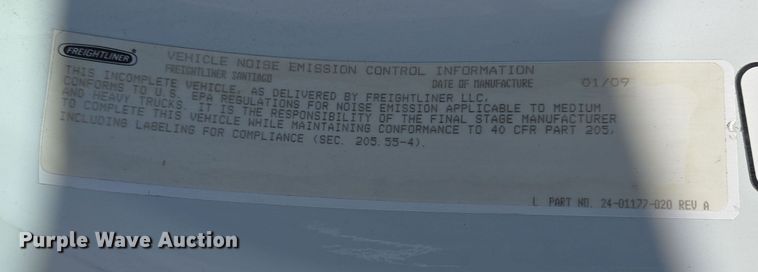 FREIGHTLINER
VEHICLE NOISE EMISSION CONTROL INFORMATION
FREIGHTLINER SANTIAGO DATE OF MANUFACTURE 01/09
THIS INCOMPLETE VEHICLE, AS DELIVERED BY FREIGHTLINER LLC,
CONFORMS TO U.S. EPA REGULATIONS FOR NOISE EMISSION APPLICABLE TO MEDIUM
AND HEAVY TRUCKS. IT IS THE RESPONSIBILITY OF THE FINAL STAGE MANUFACTURER
TO COMPLETE THIS VEHICLE WHILE MAINTAINING CONFORMANCE TO 40 CFR PART 205,
INCLUDING LABELING FOR COMPLIANCE (SEC. 205.55-4).
L PART NO. 24-01177-020 REV A
Purple Wave Auction